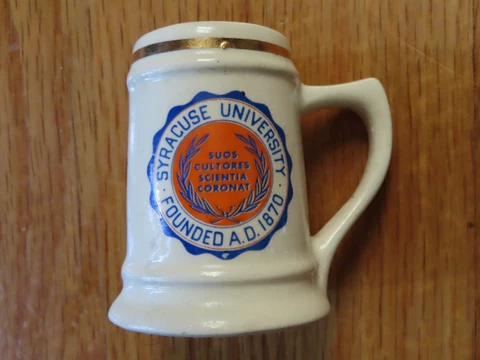 SYRACUSE UNIVERSITY
SUOS
CULTORES
SCIENTIA
CORONAT
FOUNDED A.D. 1870